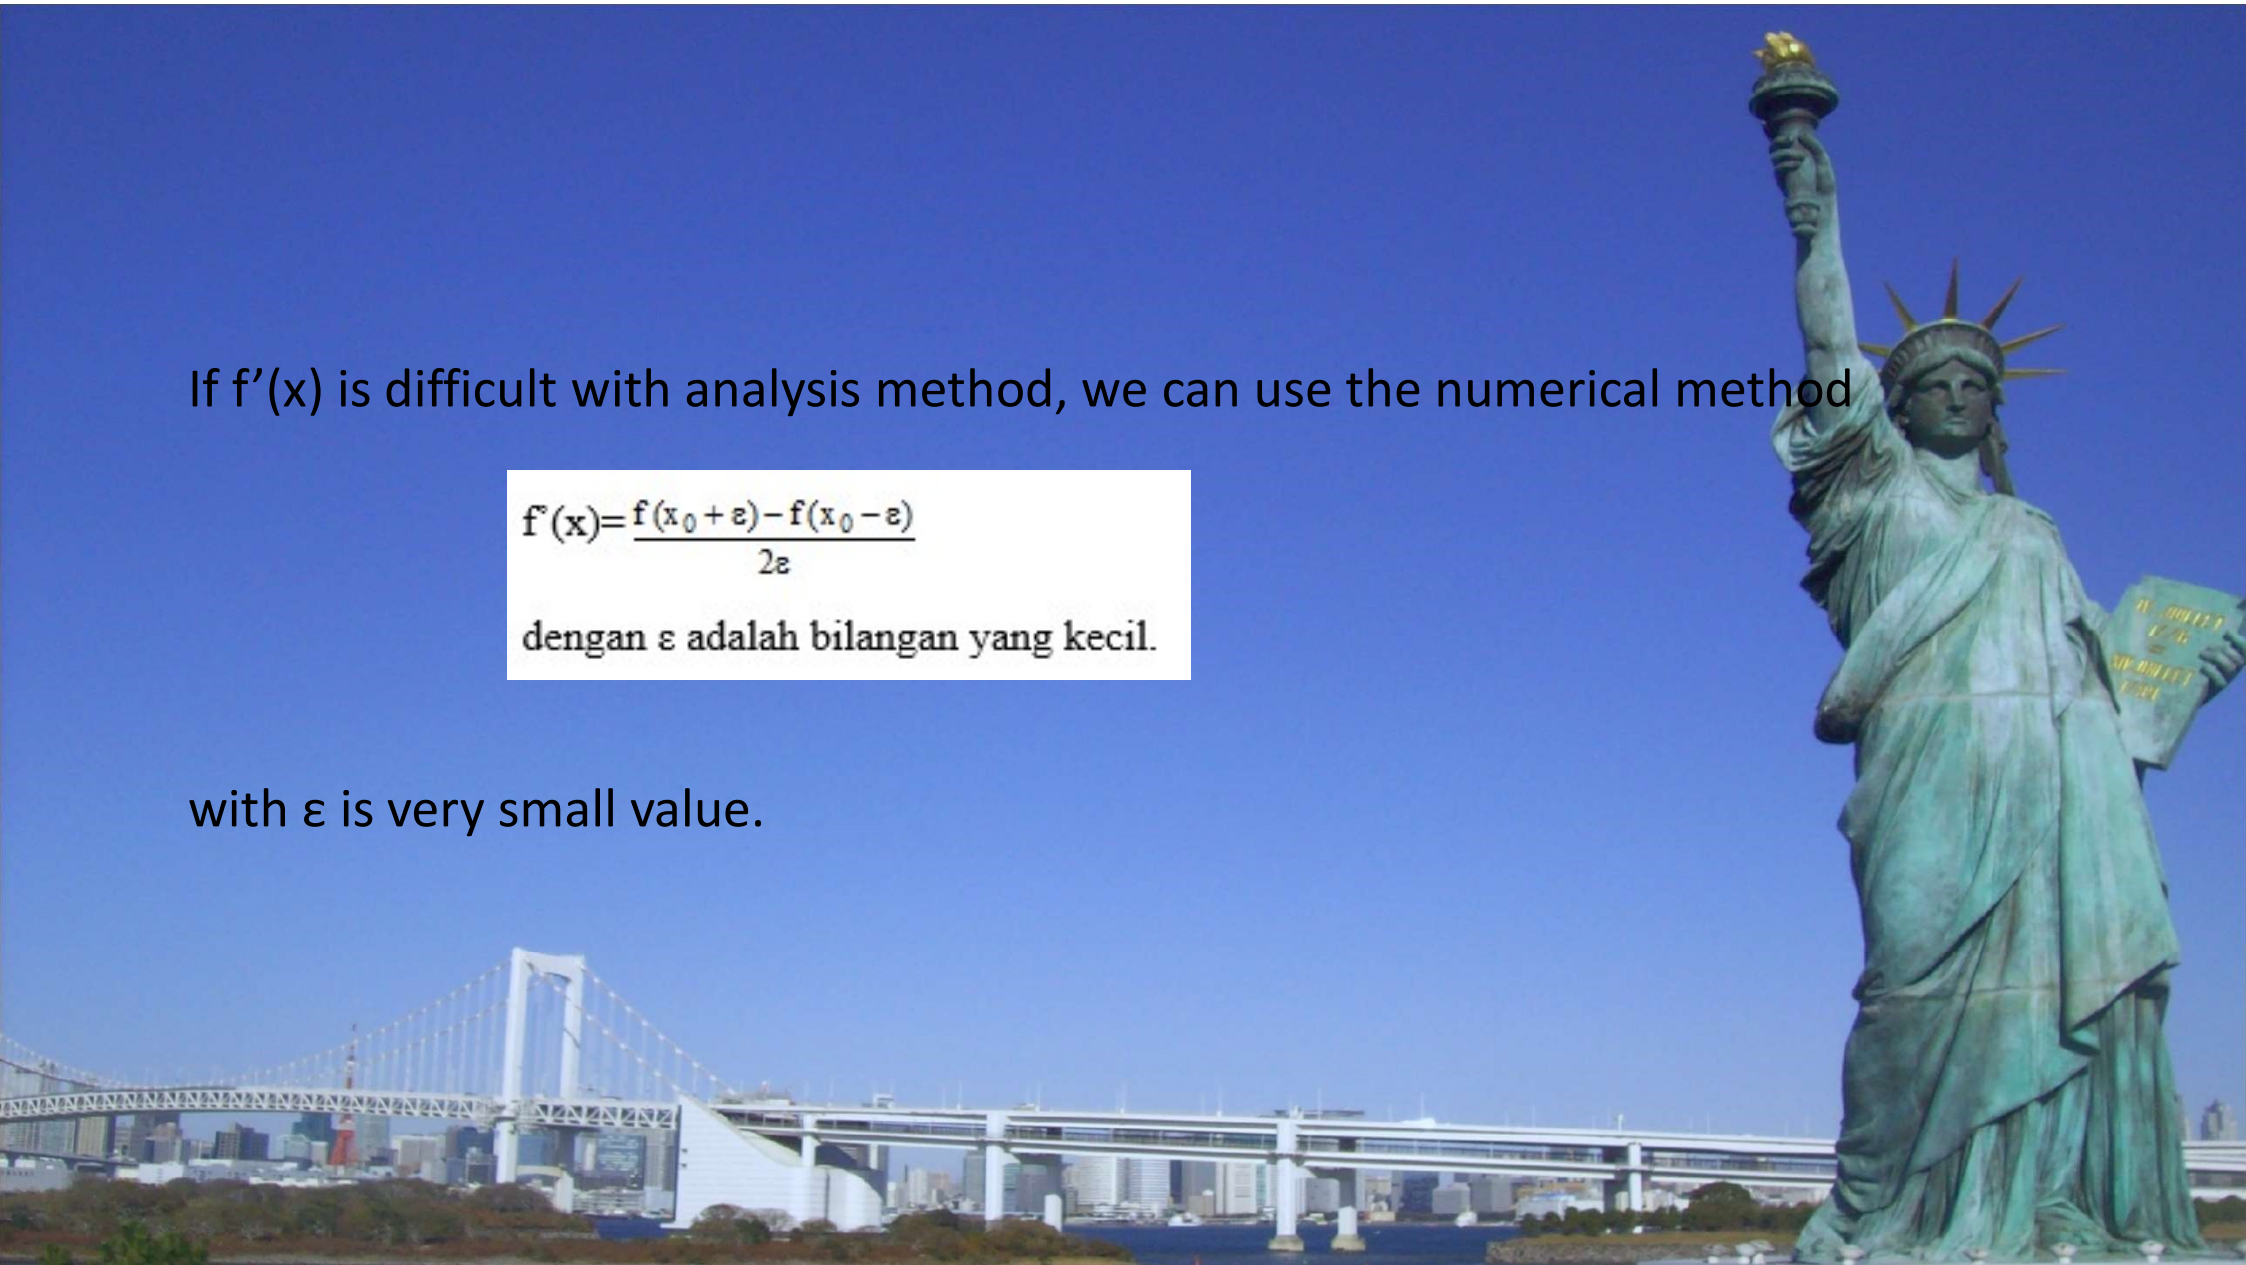 If f’(x) is difficult with analysis method, we can use the numerical method
f'(x)= f(x₀+ε)−f(x₀−ε) / 2ε
dengan ε adalah bilangan yang kecil.
with ε is very small value.